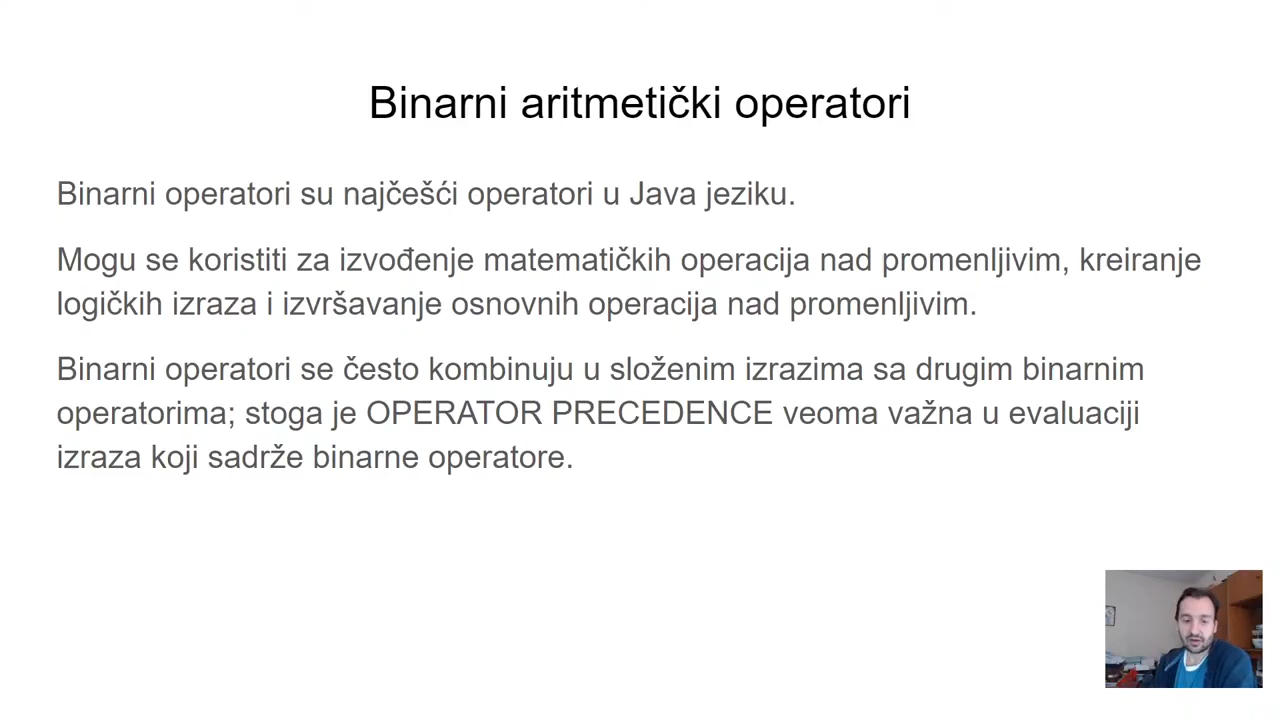 Binarni aritmetički operatori
Binarni operatori su najčešći operatori u Java jeziku.
Mogu se koristiti za izvođenje matematičkih operacija nad promenljivim, kreiranje
logičkih izraza i izvršavanje osnovnih operacija nad promenljivim.
Binarni operatori se često kombinuju u složenim izrazima sa drugim binarnim
operatorima; stoga je OPERATOR PRECEDENCE veoma važna u evaluaciji
izraza koji sadrže binarne operatore.